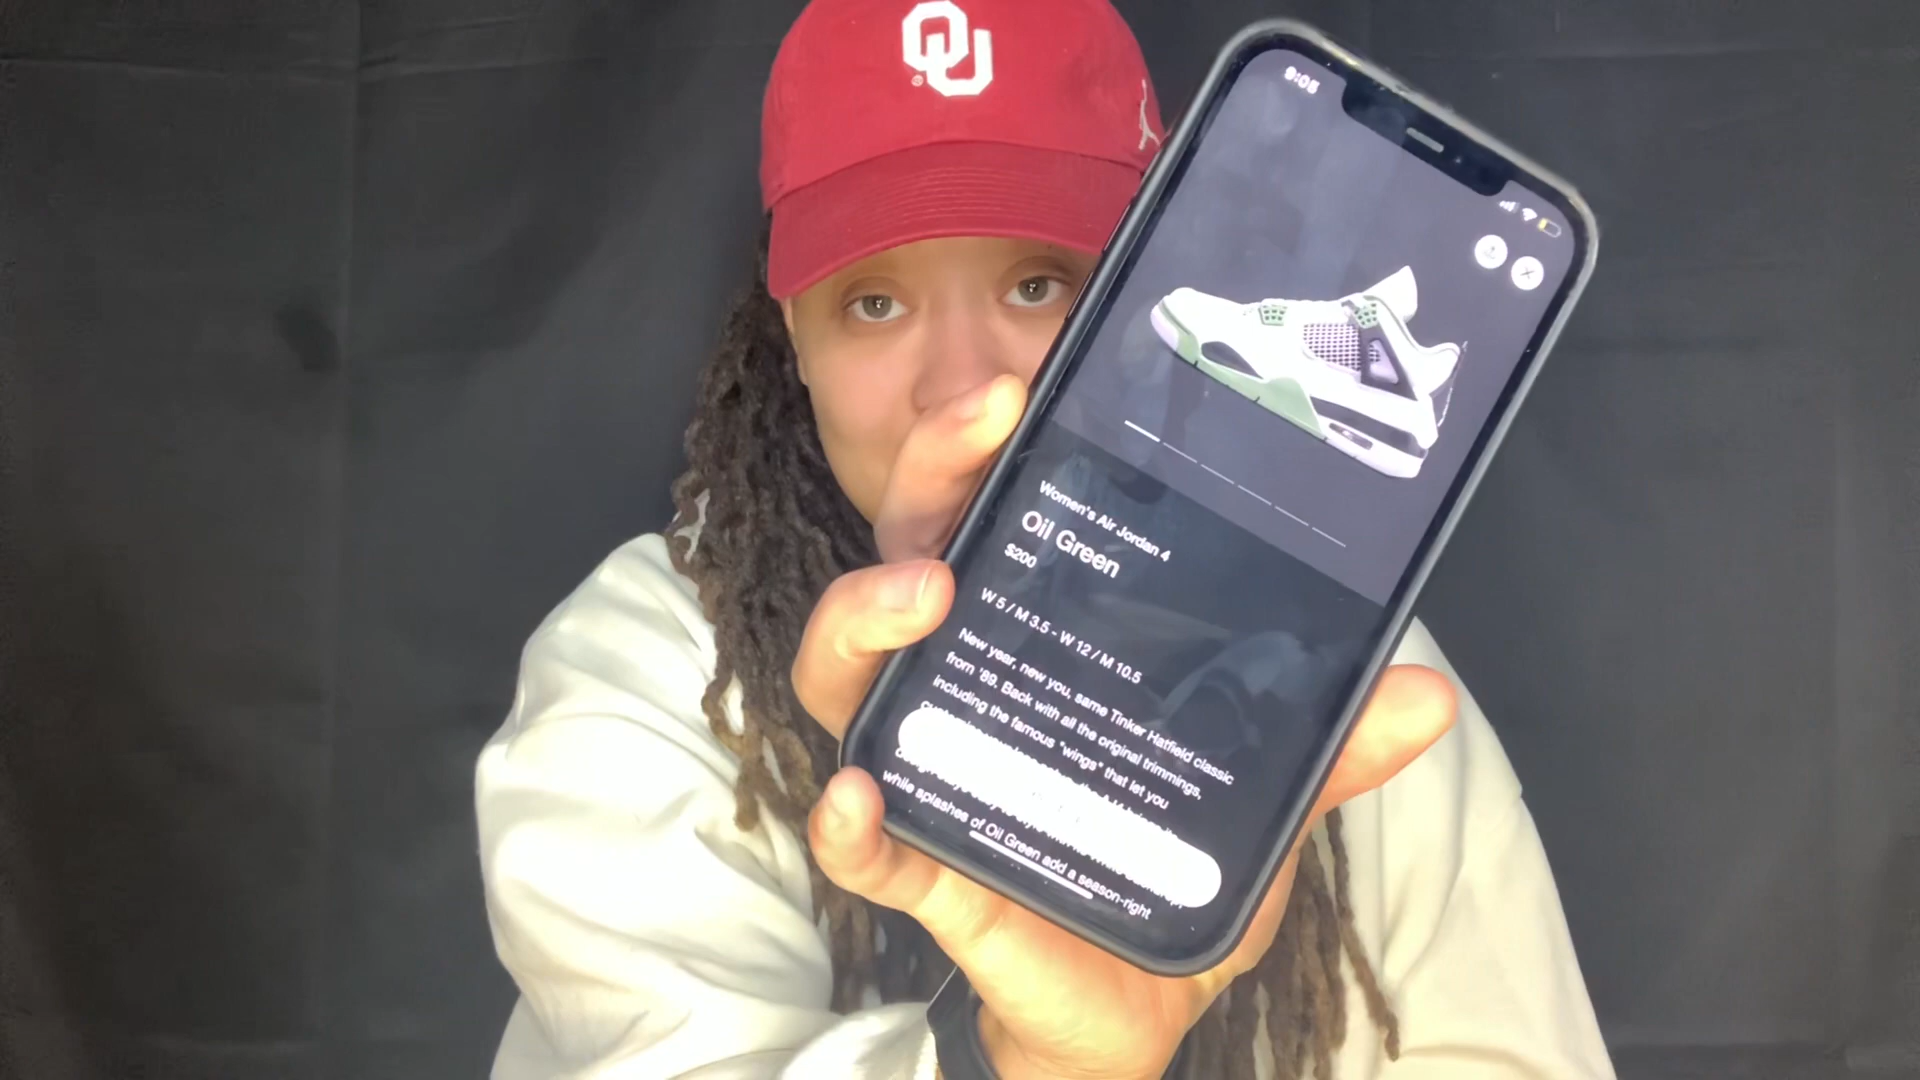 OU
9:05
Women's Air Jordan 4
Oil Green
$200
W 5 / M 3.5 - W 12 / M 10.5
New year, new you, same Tinker Hatfield classic
from '89. Back with all the original trimmings,
including the famous "wings" that let you
while splashes of Oil Green add a season-right